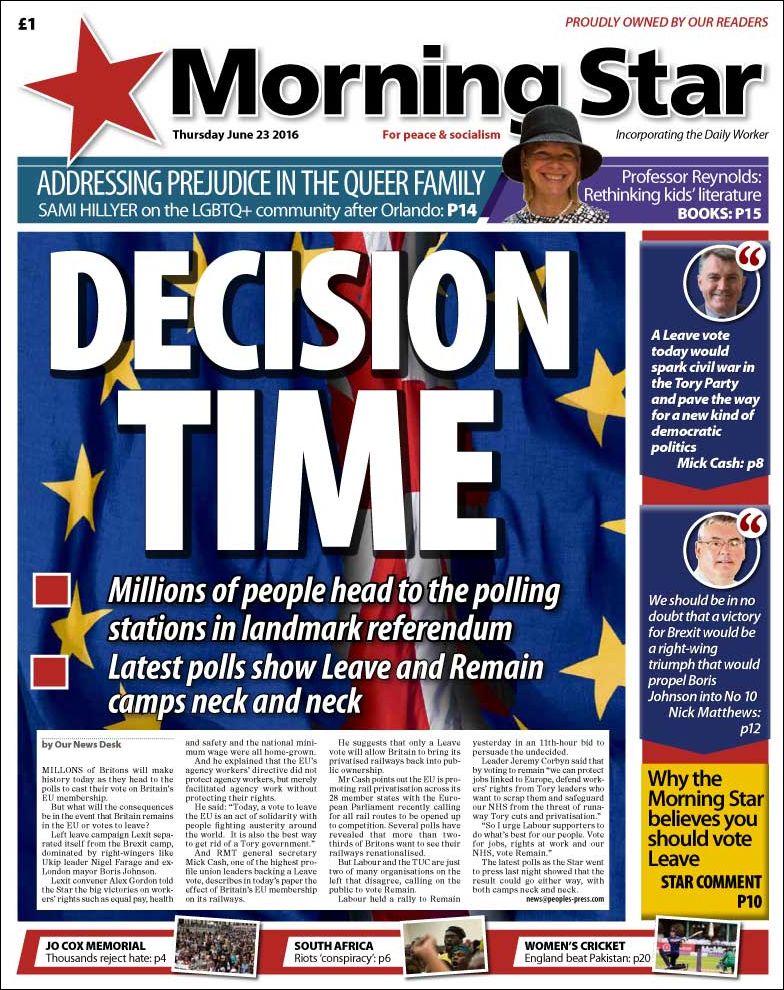 £1
PROUDLY OWNED BY OUR READERS
Morning Star
Thursday June 23 2016
For peace & socialism
Incorporating the Daily Worker
ADDRESSING PREJUDICE IN THE QUEER FAMILY
SAMI HILLYER on the LGBTQ+ community after Orlando: P14
Professor Reynolds:
Rethinking kids' literature
BOOKS: P15
DECISION
TIME
Millions of people head to the polling
stations in landmark referendum
Latest polls show Leave and Remain
camps neck and neck
by Our News Desk
MILLONS of Britons will make
history today as they head to the
polls to cast their vote on Britain's
EU membership.
But what will the consequences
be in the event that Britain remains
in the EU or votes to leave?
Left leave campaign Lexit sepa-
rated itself from the Brexit camp,
dominated by right-wingers like
Ukip leader Nigel Farage and ex-
London mayor Boris Johnson.
Lexit convener Alex Gordon told
the Star the big victories on work-
ers' rights such as equal pay, health
and safety and the national mini-
mum wage were all home-grown.
And he explained that the EU's
agency workers' directive did not
protect agency workers, but merely
facilitated agency work without
protecting their rights.
He said: "Today, a vote to leave
the EU is an act of solidarity with
people fighting austerity around
the world. It is also the best way
to get rid of a Tory government."
And RMT general secretary
Mick Cash, one of the highest pro-
file union leaders backing a Leave
vote, describes in today's paper the
effect of Britain's EU membership
on its railways.
He suggests that only a Leave
vote will allow Britain to bring its
privatised railways back into pub-
lic ownership.
Mr Cash points out the EU is pro-
moting rail privatisation across its
28 member states with the Euro-
pean Parliament recently calling
for all rail routes to be opened up
to competition. Several polls have
revealed that more than two-
thirds of Britons want to see their
railways renationalised.
But Labour and the TUC are just
two of many organisations on the
left that disagree, calling on the
public to vote Remain.
Labour held a rally to Remain
yesterday in an 11th-hour bid to
persuade the undecided.
Leader Jeremy Corbyn said that
by voting to remain "we can protect
jobs linked to Europe, defend work-
ers' rights from Tory leaders who
want to scrap them and safeguard
our NHS from the threat of runa-
way Tory cuts and privatisation."
"So I urge Labour supporters to
do what's best for our people. Vote
for jobs, rights at work and our
NHS, vote Remain."
The latest polls as the Star went
to press last night showed that the
result could go either way, with
both camps neck and neck.
news@peoples-press.com
A Leave vote
today would
spark civil war in
the Tory Party
and pave the way
for a new kind of
democratic
politics
Mick Cash: p8
We should be in no
doubt that a victory
for Brexit would be
a right-wing
triumph that would
propel Boris
Johnson into No 10
Nick Matthews:
p12
Why the
Morning Star
believes you
should vote
Leave
STAR COMMENT
P10
JO COX MEMORIAL
Thousands reject hate: p4
SOUTH AFRICA
Riots 'conspiracy': p6
WOMEN'S CRICKET
England beat Pakistan: p20